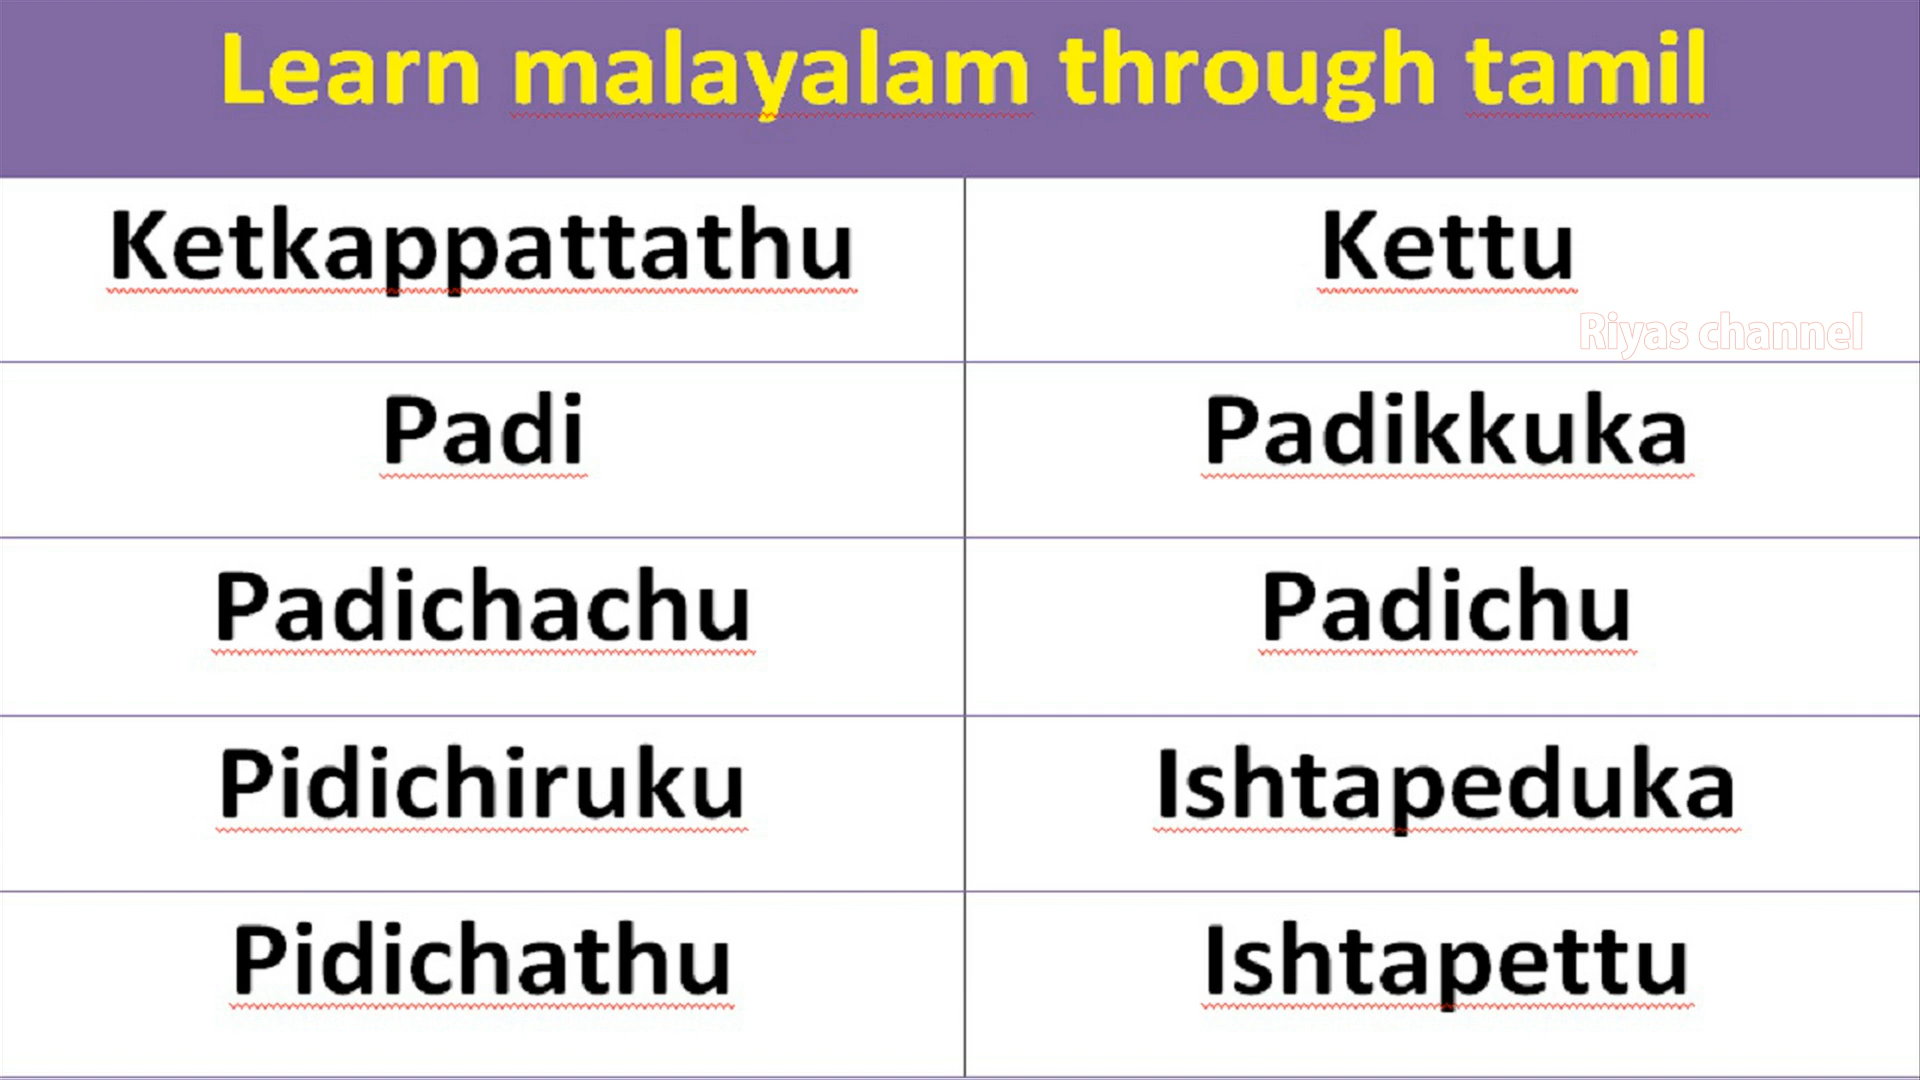 Learn malayalam through tamil
Ketkappattathu Kettu
Riyas channel
Padi Padikkuka
Padichachu Padichu
Pidichiruku Ishtapeduka
Pidichathu Ishtapettu